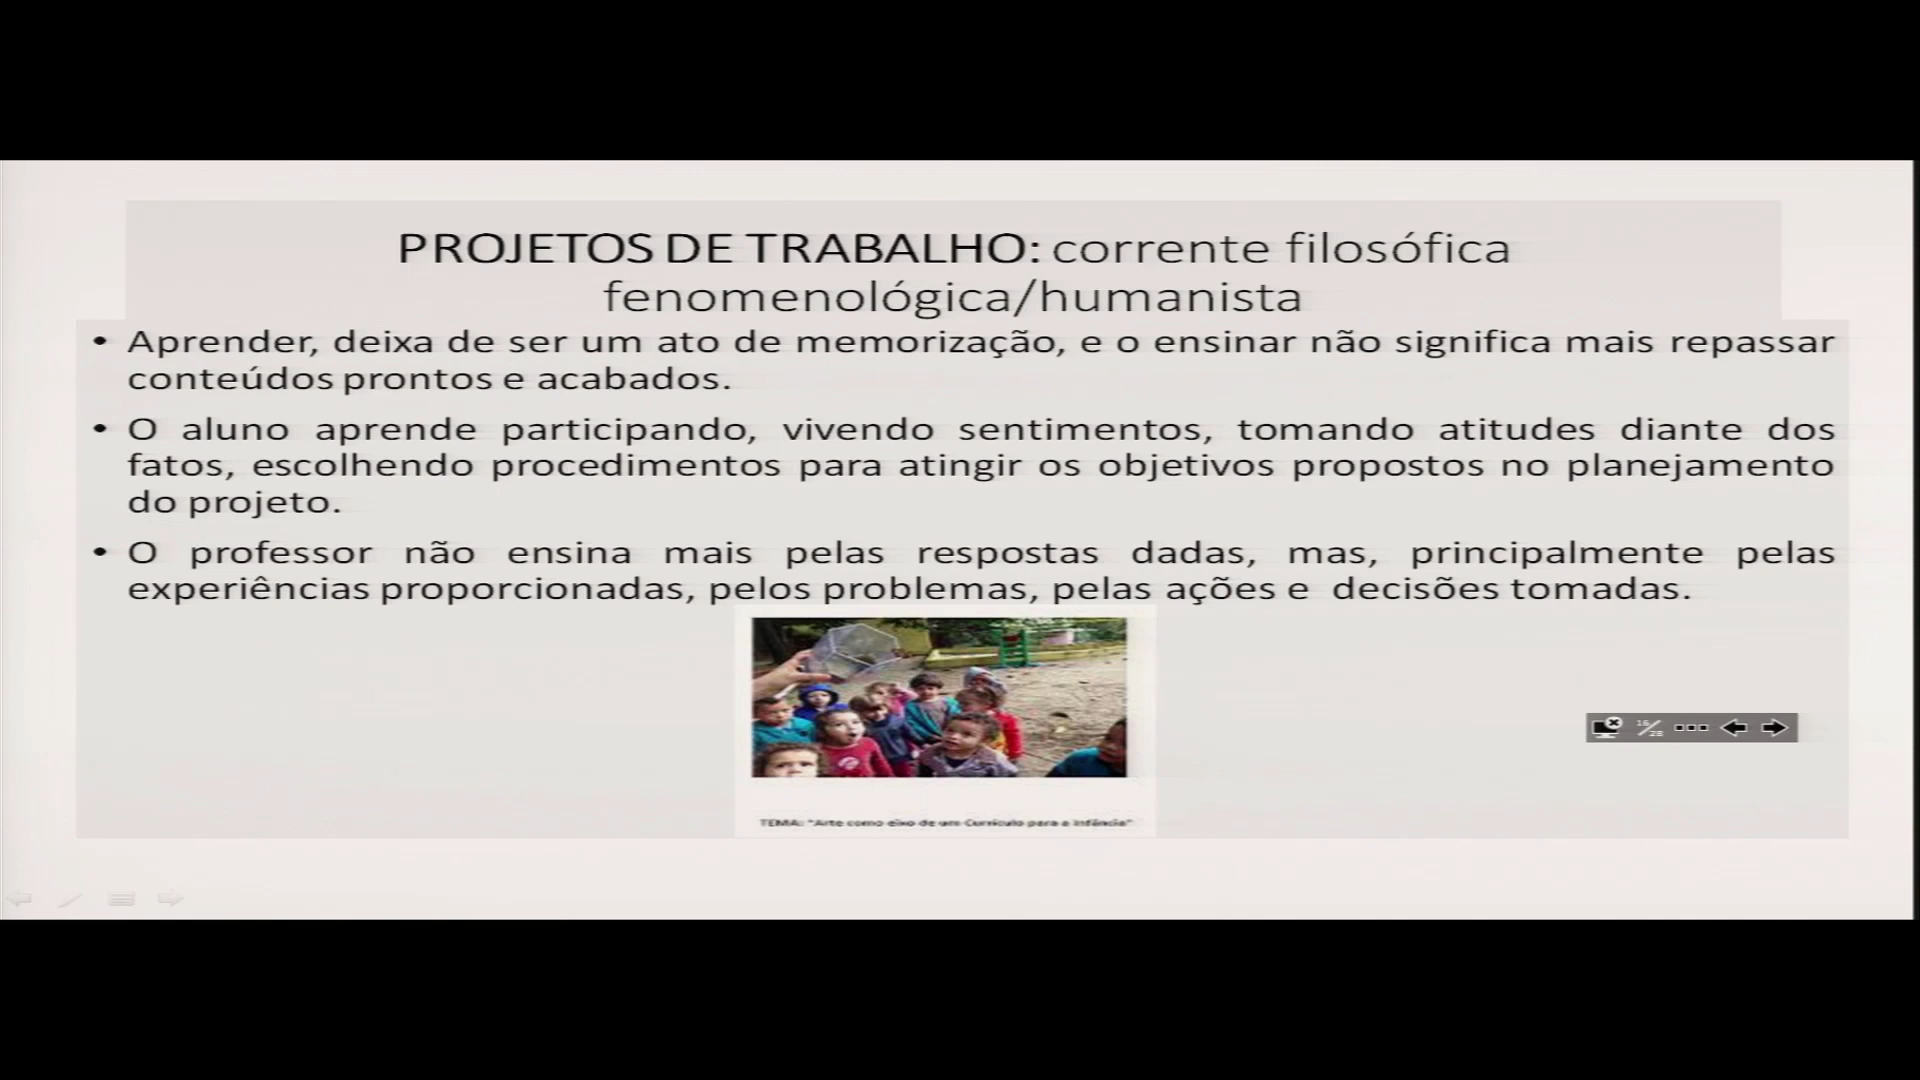 PROJETOS DE TRABALHO: corrente filosófica
fenomenológica/humanista
• Aprender, deixa de ser um ato de memorização, e o ensinar não significa mais repassar
conteúdos prontos e acabados.
• O aluno aprende participando, vivendo sentimentos, tomando atitudes diante dos
fatos, escolhendo procedimentos para atingir os objetivos propostos no planejamento
do projeto.
• O professor não ensina mais pelas respostas dadas, mas, principalmente pelas
experiências proporcionadas, pelos problemas, pelas ações e decisões tomadas.
16/28
TEMA: "Arte como eixo de um Currículo para a Infância"